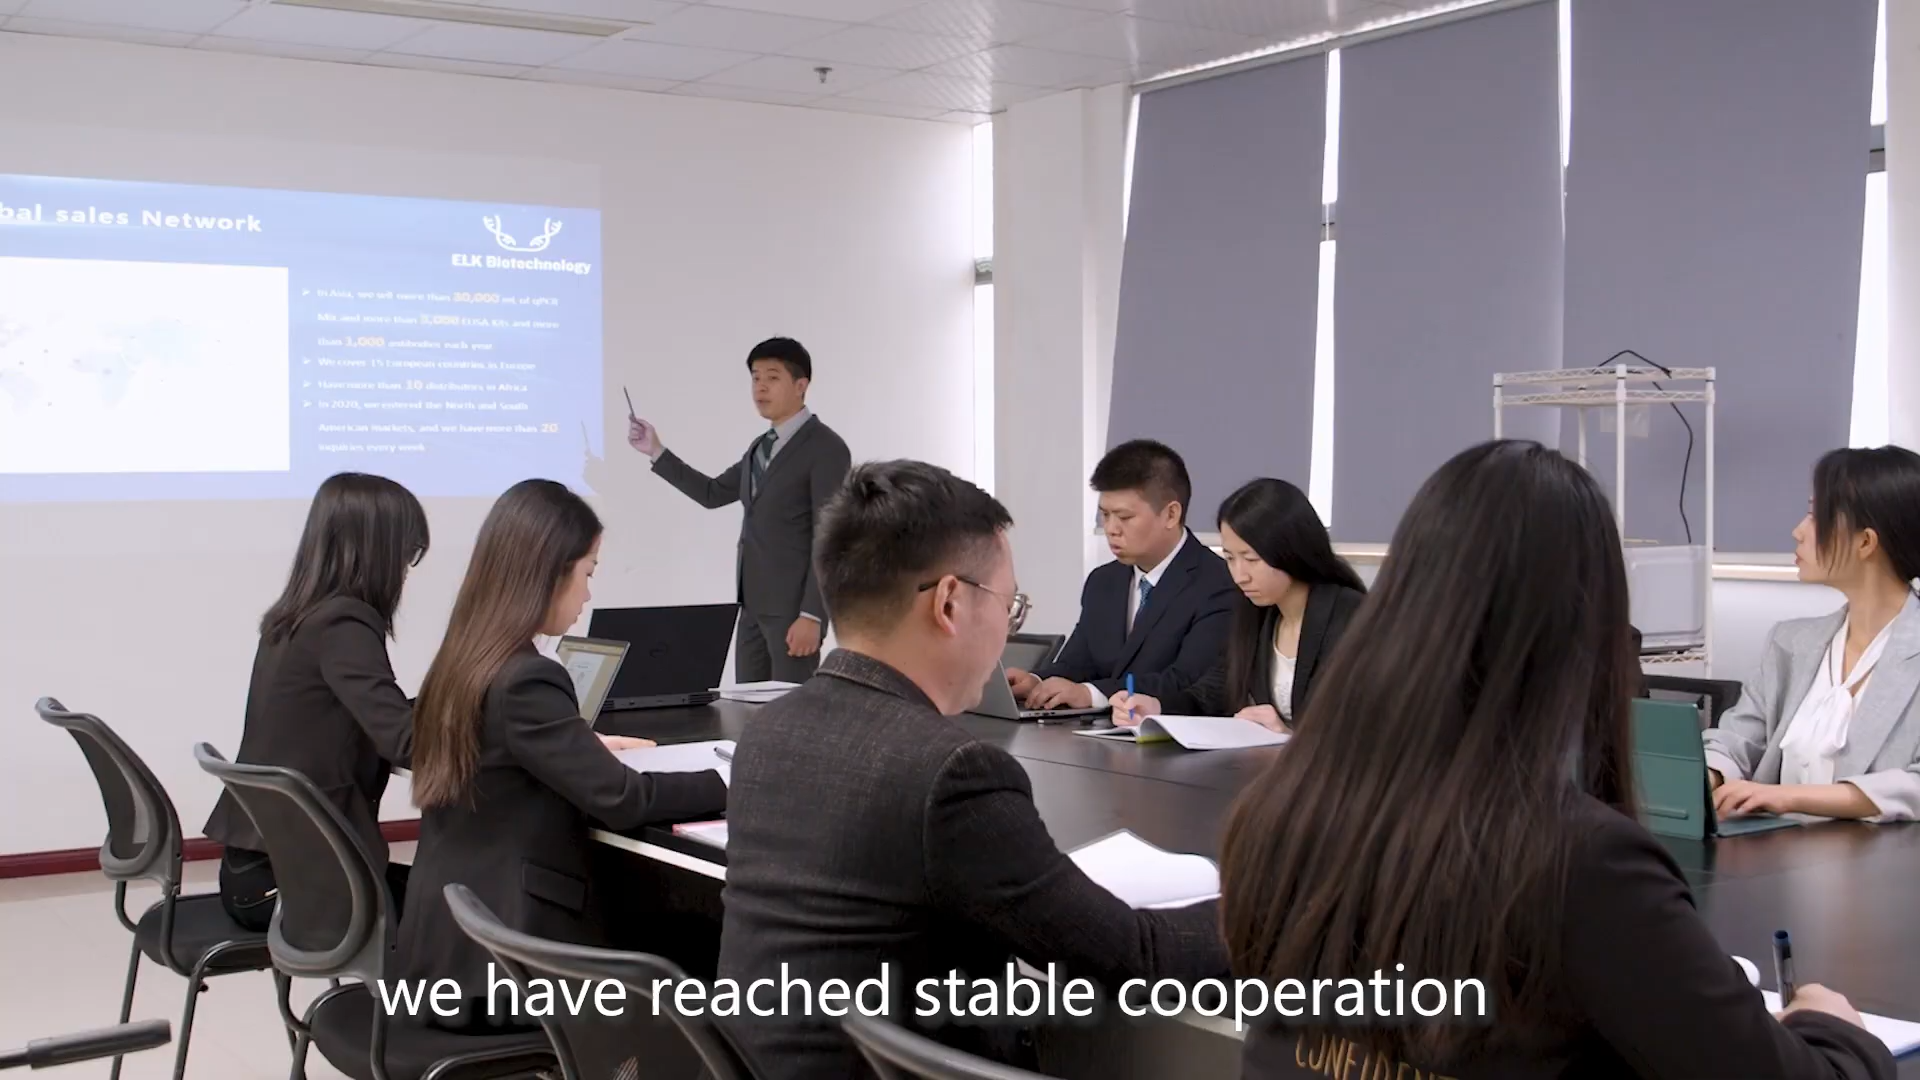 bal sales Network
ELK Biotechnology
In Asia, we sell more than 30,000 mL of qPCR
Mix and more than 3,000 ELISA Kits and more
than 1,000 antibodies each year
We cover 15 European countries in Europe
Have more than 10 distributors in Africa
In 2020, we entered the North and South
American markets, and we have more than 20
inquiries every week
we have reached stable cooperation
CONFIDENT